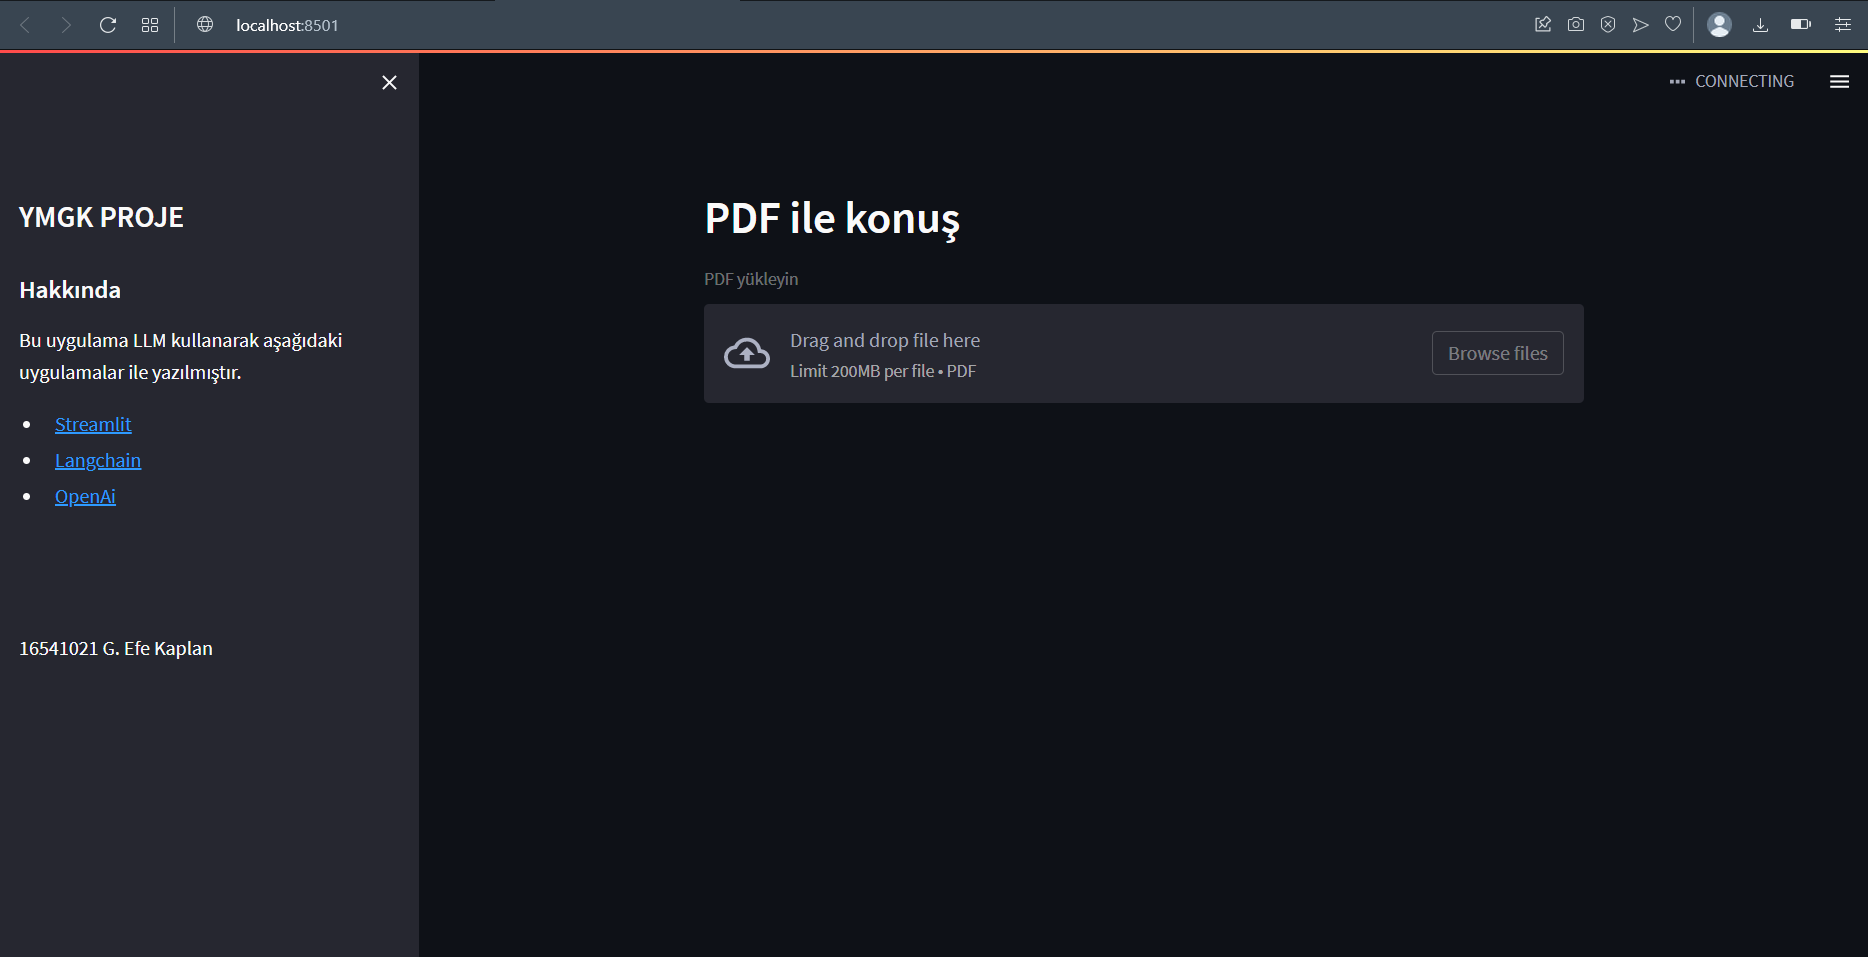 localhost:8501
CONNECTING
YMGK PROJE
Hakkında
Bu uygulama LLM kullanarak aşağıdaki
uygulamalar ile yazılmıştır.
Streamlit
Langchain
OpenAi
16541021 G. Efe Kaplan
PDF ile konuş
PDF yükleyin
Drag and drop file here
Limit 200MB per file • PDF
Browse files